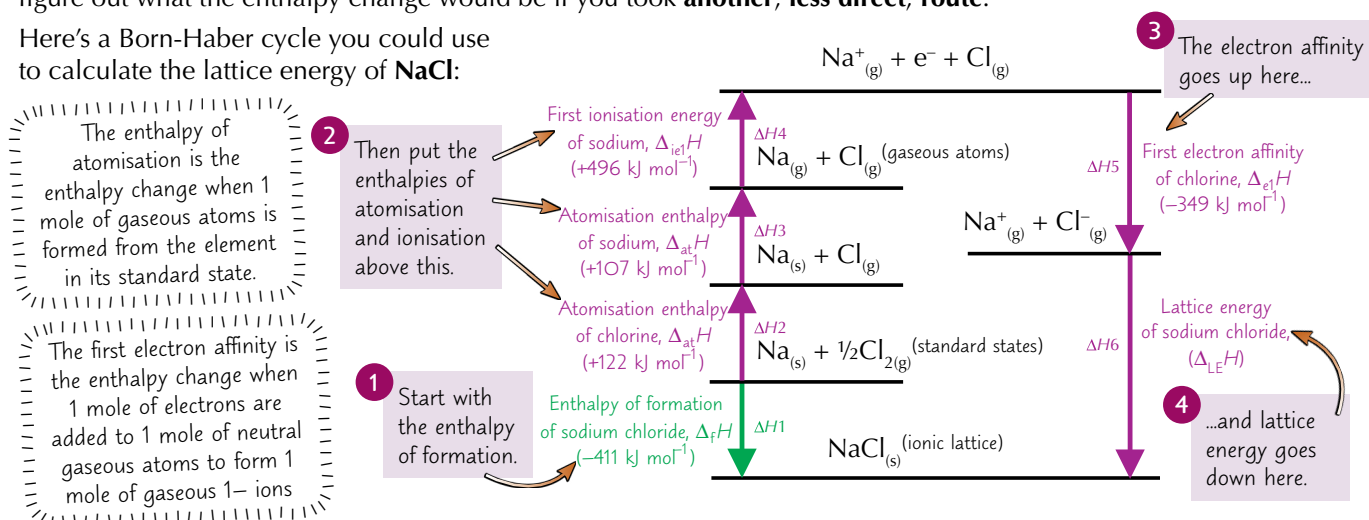 figure out what the enthalpy change would be if you took another, less direct, route.
Here's a Born-Haber cycle you could use
to calculate the lattice energy of NaCl:
The enthalpy of
atomisation is the
enthalpy change when 1
mole of gaseous atoms is
formed from the element
in its standard state.
The first electron affinity is
the enthalpy change when
1 mole of electrons are
added to 1 mole of neutral
gaseous atoms to form 1
mole of gaseous 1– ions
2
Then put the
enthalpies of
atomisation
and ionisation
above this.
1
Start with
the enthalpy
of formation.
Na⁺(g) + e⁻ + Cl(g)
First ionisation energy
of sodium, Δie1H
(+496 kJ mol⁻¹)
ΔH4
Na(g) + Cl(g) (gaseous atoms)
Atomisation enthalpy
of sodium, ΔatH
(+107 kJ mol⁻¹)
ΔH3
Na(s) + Cl(g)
Atomisation enthalpy
of chlorine, ΔatH
(+122 kJ mol⁻¹)
ΔH2
Na(s) + ½Cl2(g) (standard states)
Enthalpy of formation
of sodium chloride, ΔfH
(–411 kJ mol⁻¹)
ΔH1
NaCl(s) (ionic lattice)
3
The electron affinity
goes up here...
ΔH5
First electron affinity
of chlorine, Δe1H
(–349 kJ mol⁻¹)
Na⁺(g) + Cl⁻(g)
ΔH6
Lattice energy
of sodium chloride,
(ΔLEH)
4
...and lattice
energy goes
down here.